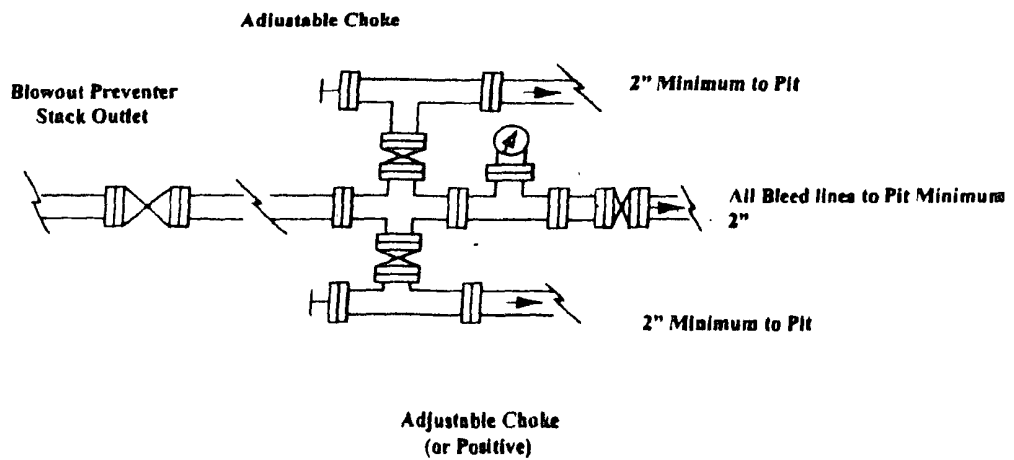 Adjustable Choke
2" Minimum to Pit
Blowout Preventer
Stack Outlet
All Bleed lines to Pit Minimum
2"
2" Minimum to Pit
Adjustable Choke
(or Positive)